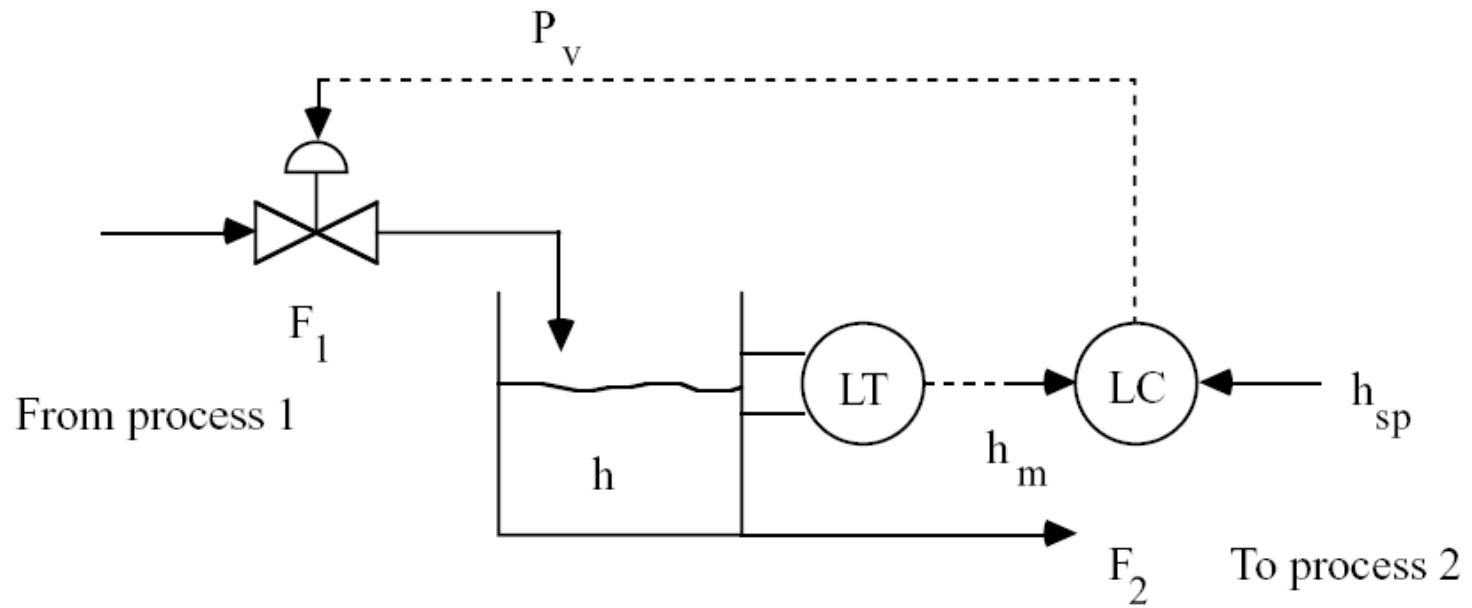 P_v
F_1
LT
LC
h_sp
From process 1
h
h_m
F_2
To process 2